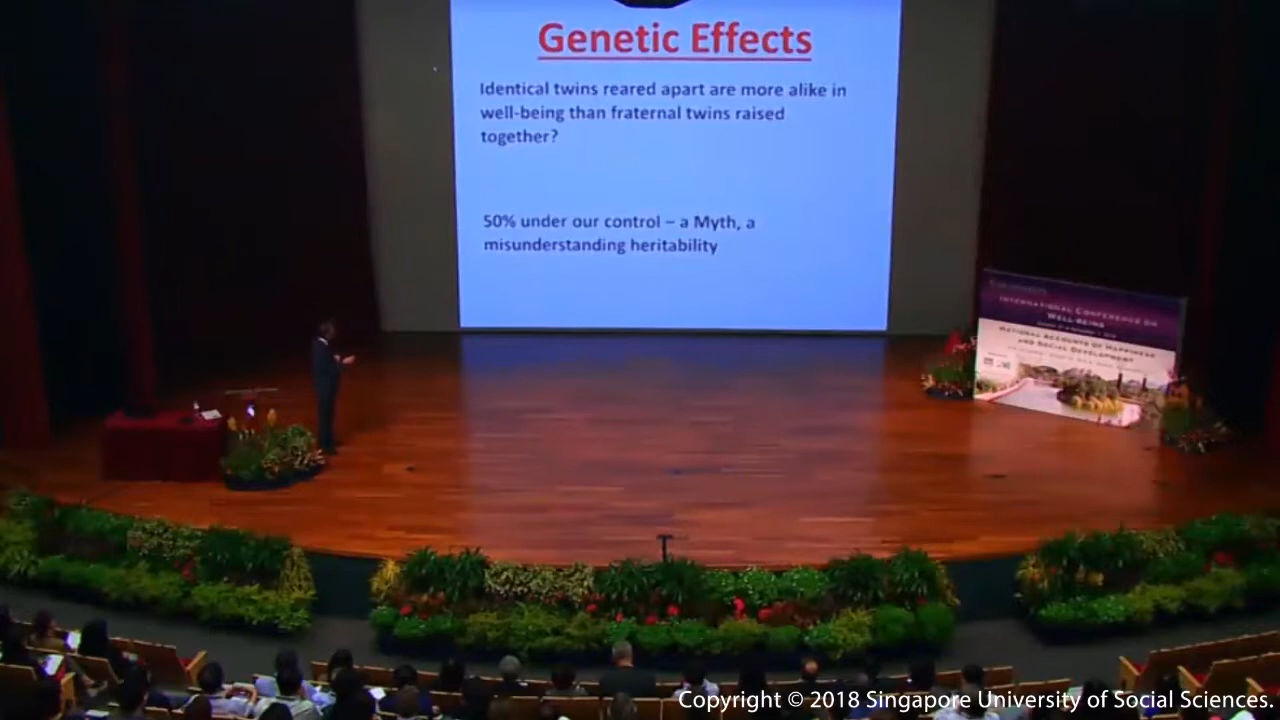 Genetic Effects
Identical twins reared apart are more alike in
well-being than fraternal twins raised
together?
50% under our control – a Myth, a
misunderstanding heritability
INTERNATIONAL CONFERENCE ON
WELL-BEING
NATIONAL ACCOUNTS OF HAPPINESS
AND SOCIAL DEVELOPMENT
Copyright © 2018 Singapore University of Social Sciences.